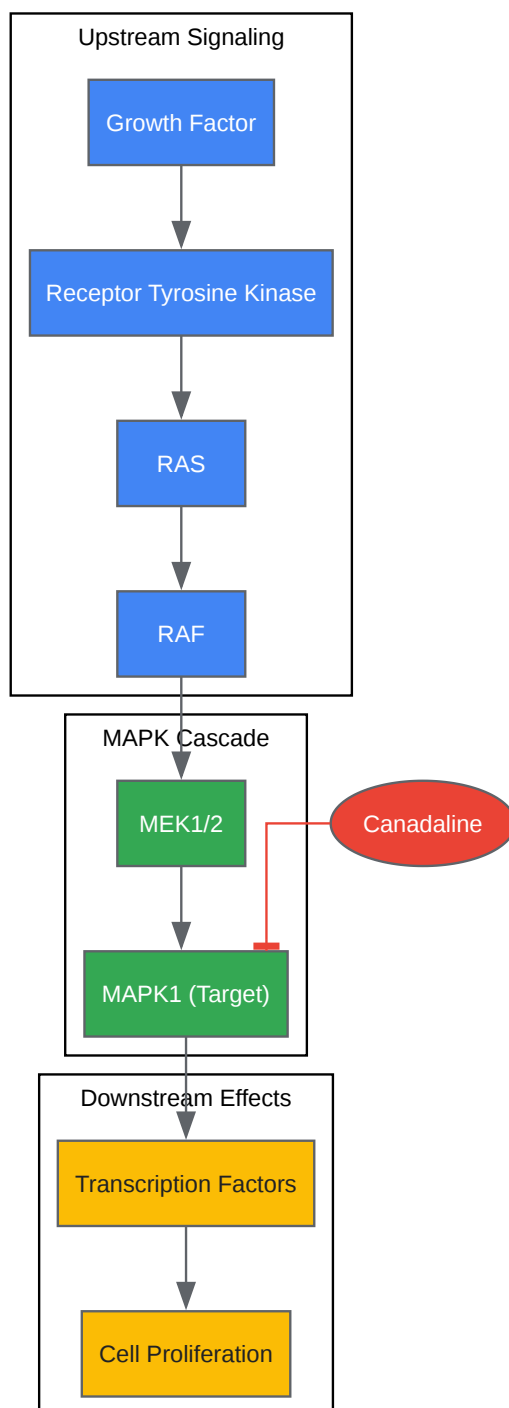 Upstream Signaling
Growth Factor
Receptor Tyrosine Kinase
RAS
RAF
MAPK Cascade
MEK1/2
Canadaline
MAPK1 (Target)
Downstream Effects
Transcription Factors
Cell Proliferation